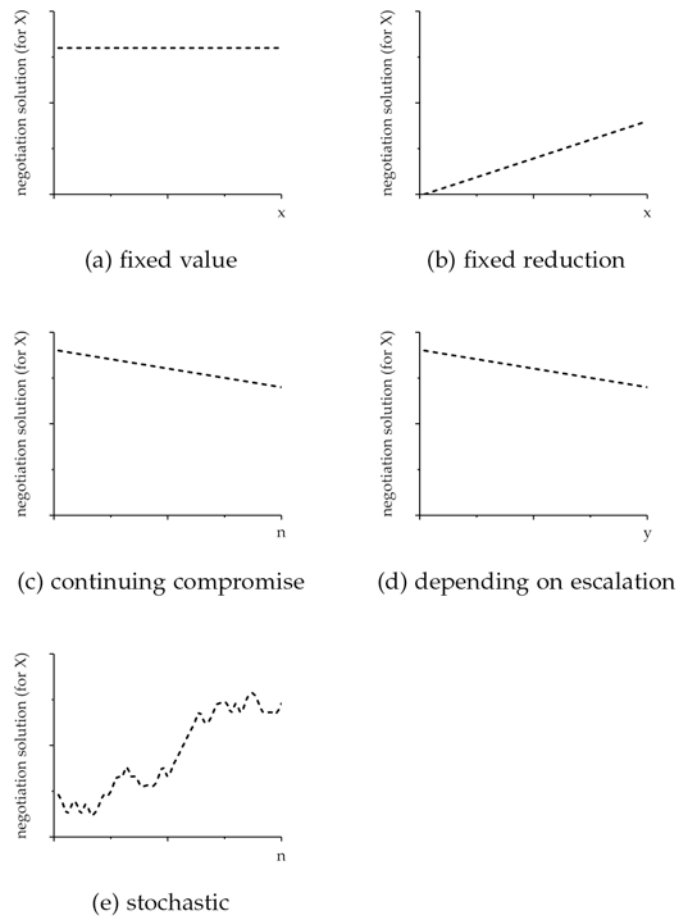 negotiation solution (for X)
x
(a) fixed value
negotiation solution (for X)
x
(b) fixed reduction
negotiation solution (for X)
n
(c) continuing compromise
negotiation solution (for X)
y
(d) depending on escalation
negotiation solution (for X)
n
(e) stochastic